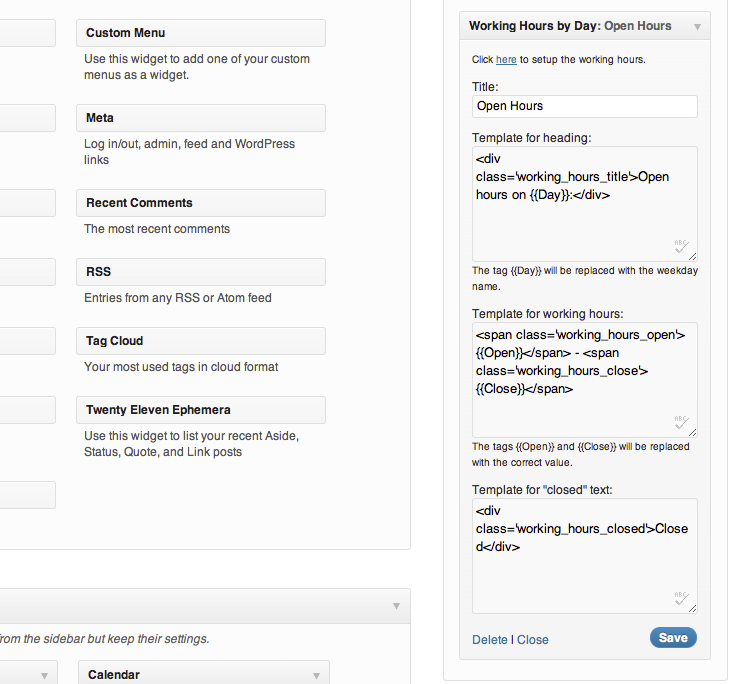 Custom Menu
Use this widget to add one of your custom
menus as a widget.
Meta
Log in/out, admin, feed and WordPress
links
Recent Comments
The most recent comments
RSS
Entries from any RSS or Atom feed
Tag Cloud
Your most used tags in cloud format
Twenty Eleven Ephemera
Use this widget to list your recent Aside,
Status, Quote, and Link posts
from the sidebar but keep their settings.
Calendar
Working Hours by Day: Open Hours
Click here to setup the working hours.
Title:
Open Hours
Template for heading:
<div
class='working_hours_title'>Open
hours on {{Day}}:</div>
ABC
The tag {{Day}} will be replaced with the weekday
name.
Template for working hours:
<span class='working_hours_open'>
{{Open}}</span> - <span
class='working_hours_close'>
{{Close}}</span>
ABC
The tags {{Open}} and {{Close}} will be replaced
with the correct value.
Template for "closed" text:
<div
class='working_hours_closed'>Close
d</div>
ABC
Delete | Close
Save